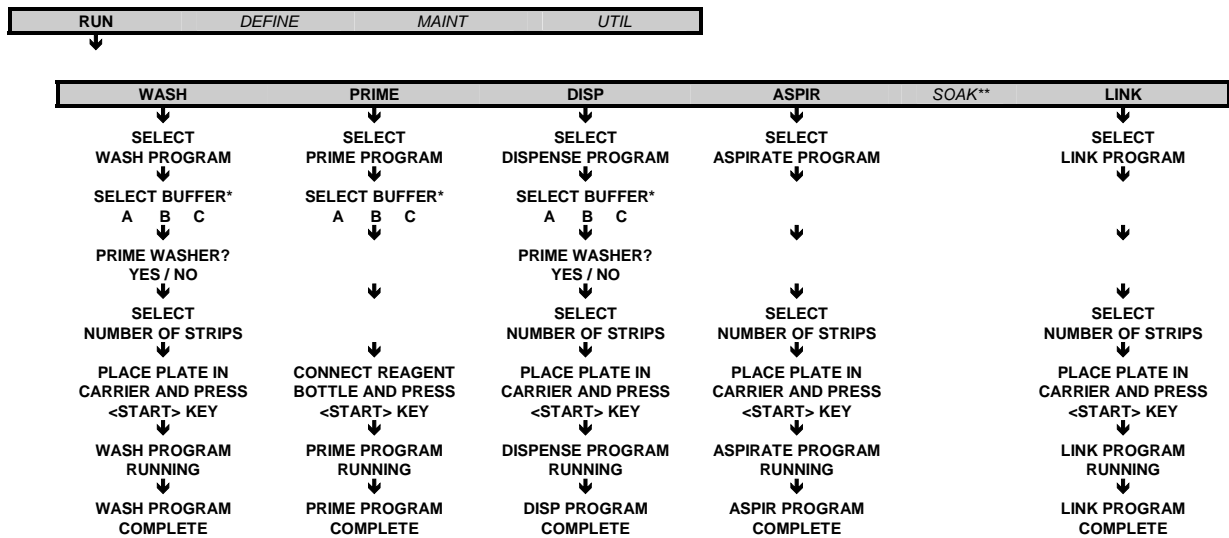 RUN DEFINE MAINT UTIL
WASH PRIME DISP ASPIR SOAK** LINK
SELECT SELECT SELECT SELECT SELECT
WASH PROGRAM PRIME PROGRAM DISPENSE PROGRAM ASPIRATE PROGRAM LINK PROGRAM
SELECT BUFFER* SELECT BUFFER* SELECT BUFFER*
A B C A B C A B C
PRIME WASHER? PRIME WASHER?
YES / NO YES / NO
SELECT SELECT SELECT SELECT
NUMBER OF STRIPS NUMBER OF STRIPS NUMBER OF STRIPS NUMBER OF STRIPS
PLACE PLATE IN CONNECT REAGENT PLACE PLATE IN PLACE PLATE IN PLACE PLATE IN
CARRIER AND PRESS BOTTLE AND PRESS CARRIER AND PRESS CARRIER AND PRESS CARRIER AND PRESS
<START> KEY <START> KEY <START> KEY <START> KEY <START> KEY
WASH PROGRAM PRIME PROGRAM DISPENSE PROGRAM ASPIRATE PROGRAM LINK PROGRAM
RUNNING RUNNING RUNNING RUNNING RUNNING
WASH PROGRAM PRIME PROGRAM DISP PROGRAM ASPIR PROGRAM LINK PROGRAM
COMPLETE COMPLETE COMPLETE COMPLETE COMPLETE